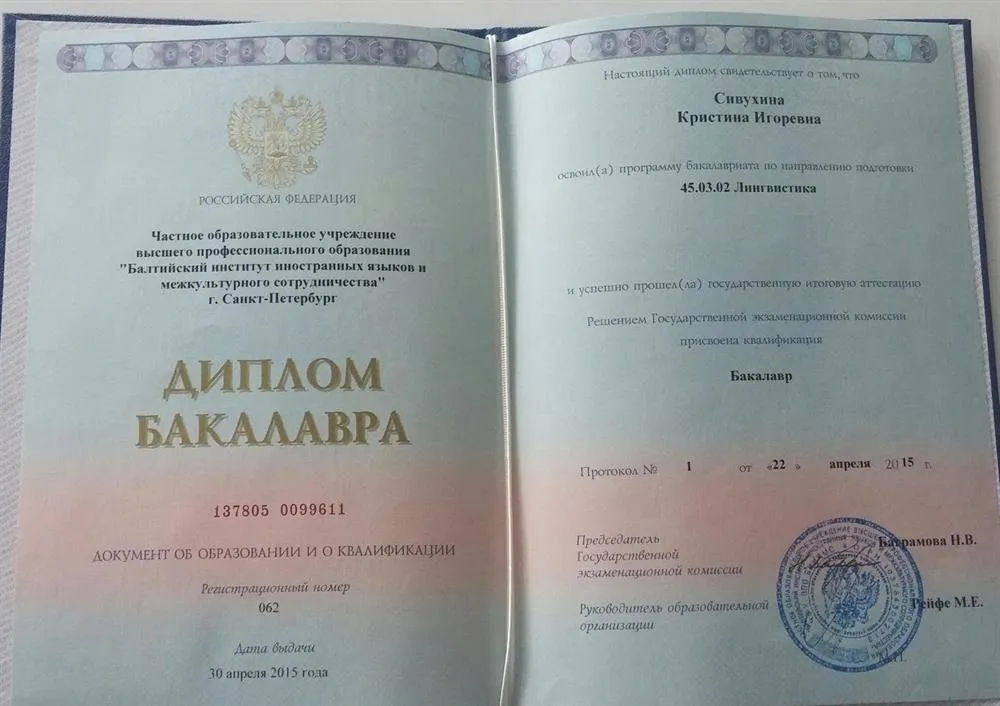 РОССИЙСКАЯ ФЕДЕРАЦИЯ
Частное образовательное учреждение
высшего профессионального образования
"Балтийский институт иностранных языков и
межкультурного сотрудничества"
г. Санкт-Петербург
ДИПЛОМ
БАКАЛАВРА
137805 0099611
ДОКУМЕНТ ОБ ОБРАЗОВАНИИ И О КВАЛИФИКАЦИИ
Регистрационный номер
062
Дата выдачи
30 апреля 2015 года
Настоящий диплом свидетельствует о том, что
Сивухина
Кристина Игоревна
освоил(а) программу бакалавриата по направлению подготовки
45.03.02 Лингвистика
и успешно прошел(ла) государственную итоговую аттестацию
Решением Государственной экзаменационной комиссии
присвоена квалификация
Бакалавр
Протокол № 1 от «22 » апреля 2015 г.
Председатель
Государственной
экзаменационной комиссии
Баграмова Н.В.
Руководитель образовательной
организации
Рейфе М.Е.
М.П.